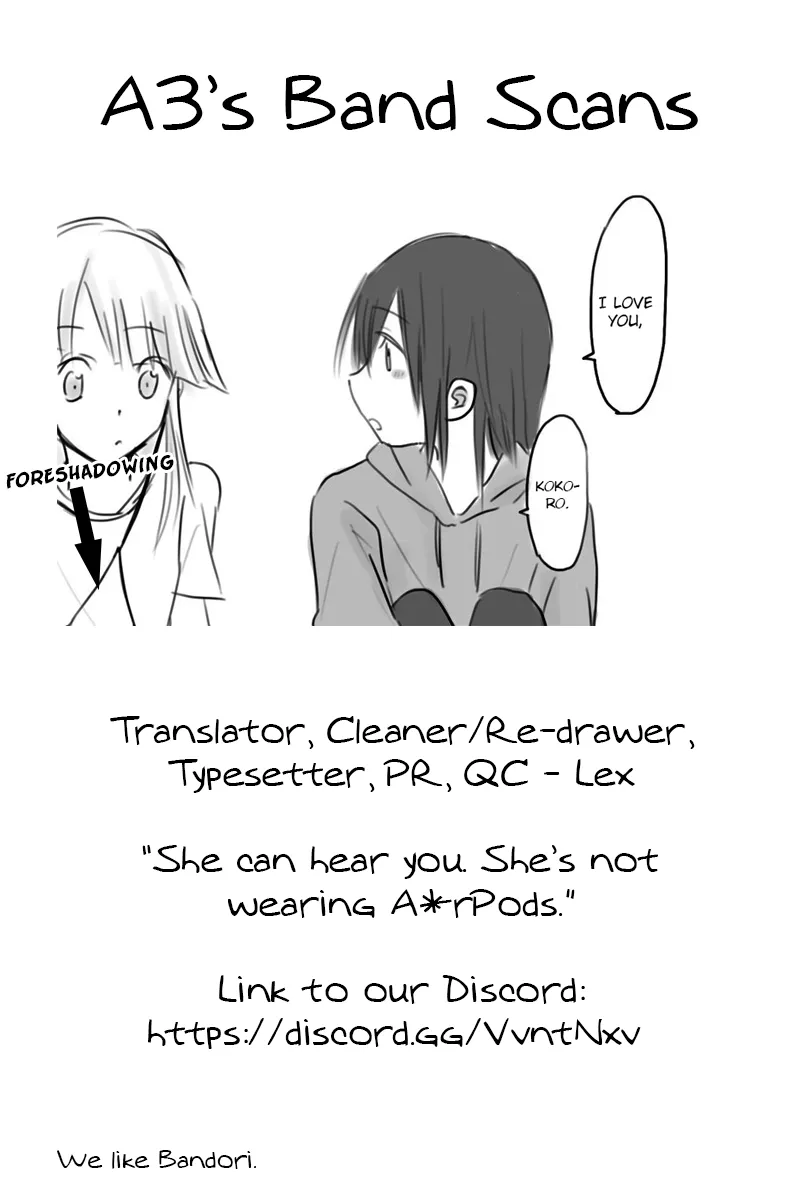 A3's Band Scans
I LOVE
YOU,
KOKO-
RO.
FORESHADOWING
Translator, Cleaner/Re-drawer,
Typesetter, PR, QC - Lex
"She can hear you. She's not
wearing A*rPods."
Link to our Discord:
https://discord.gg/VvntNxv
We like Bandori.